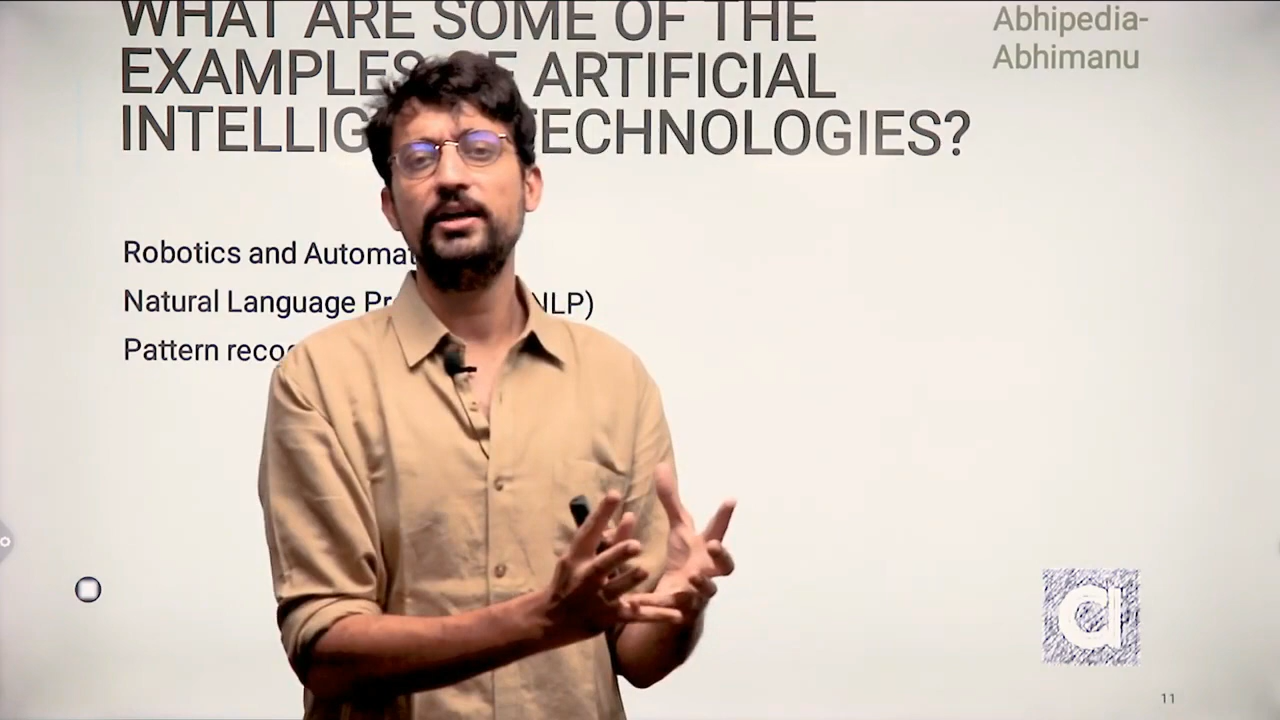 WHAT ARE SOME OF THE
EXAMPLES ARTIFICIAL
INTELLIG ECHNOLOGIES?
Abhipedia-
Abhimanu
Robotics and Automat
Natural Language Pr NLP)
Pattern reco
a
11